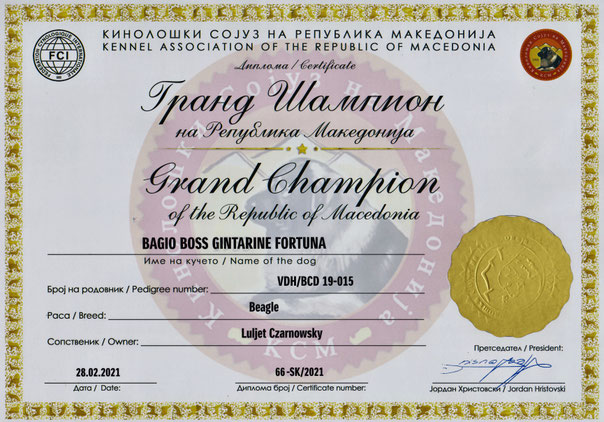 КИНОЛОШКИ СОЈУЗ НА РЕПУБЛИКА МАКЕДОНИЈА
KENNEL ASSOCIATION OF THE REPUBLIC OF MACEDONIA
FCI
Диплома / Certificate
Гранд Шампион
на Република Македонија
Grand Champion
of the Republic of Macedonia
BAGIO BOSS GINTARINE FORTUNA
Име на кучето / Name of the dog
Број на родовник / Pedigree number: VDH/BCD 19-015
Раса / Breed: Beagle
Сопственик / Owner: Luljet Czarnowsky
КСМ
Претседател / President:
28.02.2021
66-SK/2021
Дата / Date:
Диплома број / Certificate number:
Јордан Христовски / Jordan Hristovski